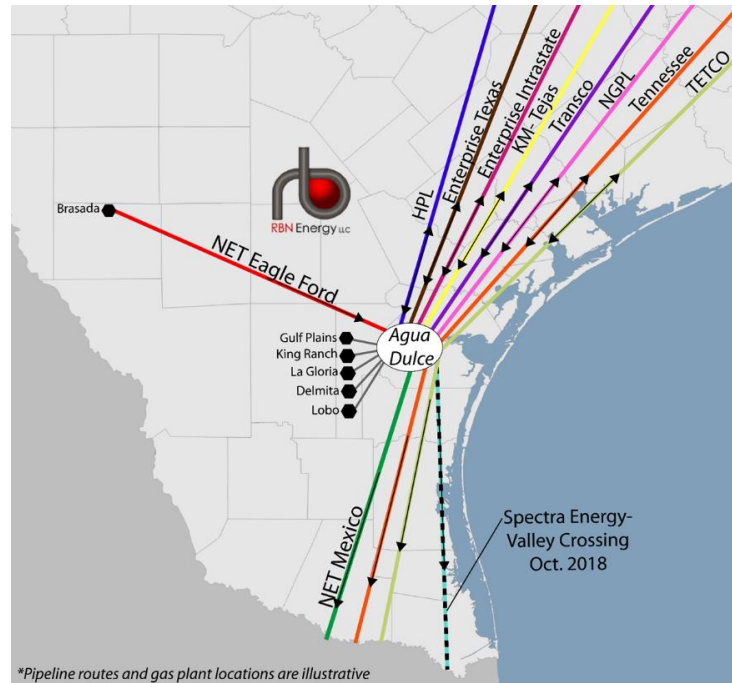 HPL
Enterprise Texas
Enterprise Intrastate
KM- Tejas
Transco
NGPL
Tennessee
TETCO
Brasada
RBN Energy LLC
NET Eagle Ford
Gulf Plains
King Ranch
La Gloria
Delmita
Lobo
Agua
Dulce
NET Mexico
Spectra Energy-
Valley Crossing
Oct. 2018
*Pipeline routes and gas plant locations are illustrative